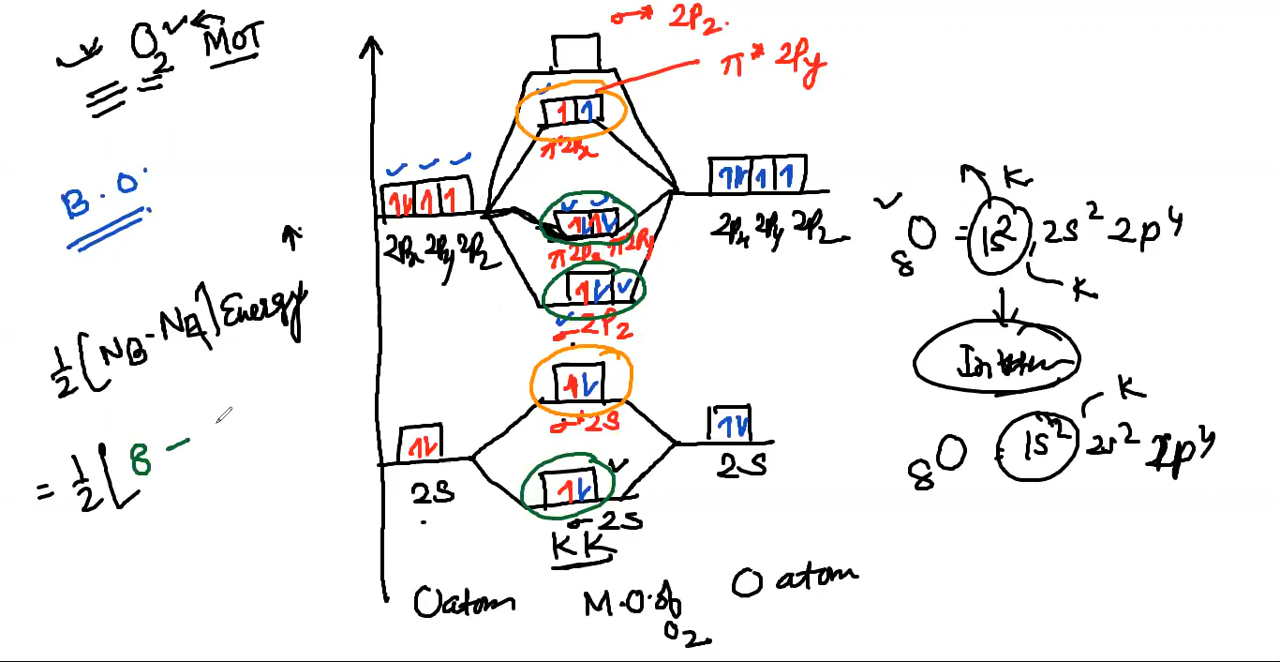 O₂ ← MOT
B.O.
½[NB-NA]
Energy
= ½[8 –
σ* 2Pz
π* 2Py
π* 2Px
2Px 2Py 2Pz
2Px 2Py 2Pz
π 2Px π 2Py
σ 2Pz
σ* 2S
2S
2S
σ 2S
KK
O atom
M.O. of O₂
O atom
K
₈O = 1s², 2s² 2p⁴
K
K
₈O = 1s² 2s² 2p⁴